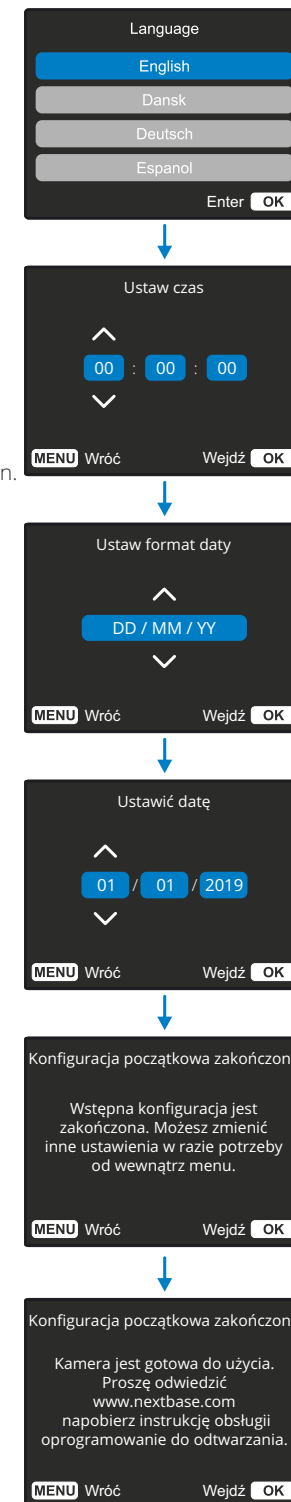 Language
English
Dansk
Deutsch
Espanol
Enter OK
Ustaw czas
00 : 00 : 00
MENU Wróć Wejdź OK
n.
Ustaw format daty
DD / MM / YY
MENU Wróć Wejdź OK
Ustawić datę
01 / 01 / 2019
MENU Wróć Wejdź OK
Konfiguracja początkowa zakończon
Wstępna konfiguracja jest
zakończona. Możesz zmienić
inne ustawienia w razie potrzeby
od wewnątrz menu.
MENU Wróć Wejdź OK
Konfiguracja początkowa zakończon
Kamera jest gotowa do użycia.
Proszę odwiedzić
www.nextbase.com
napobierz instrukcję obsługii
oprogramowanie do odtwarzania.
MENU Wróć Wejdź OK